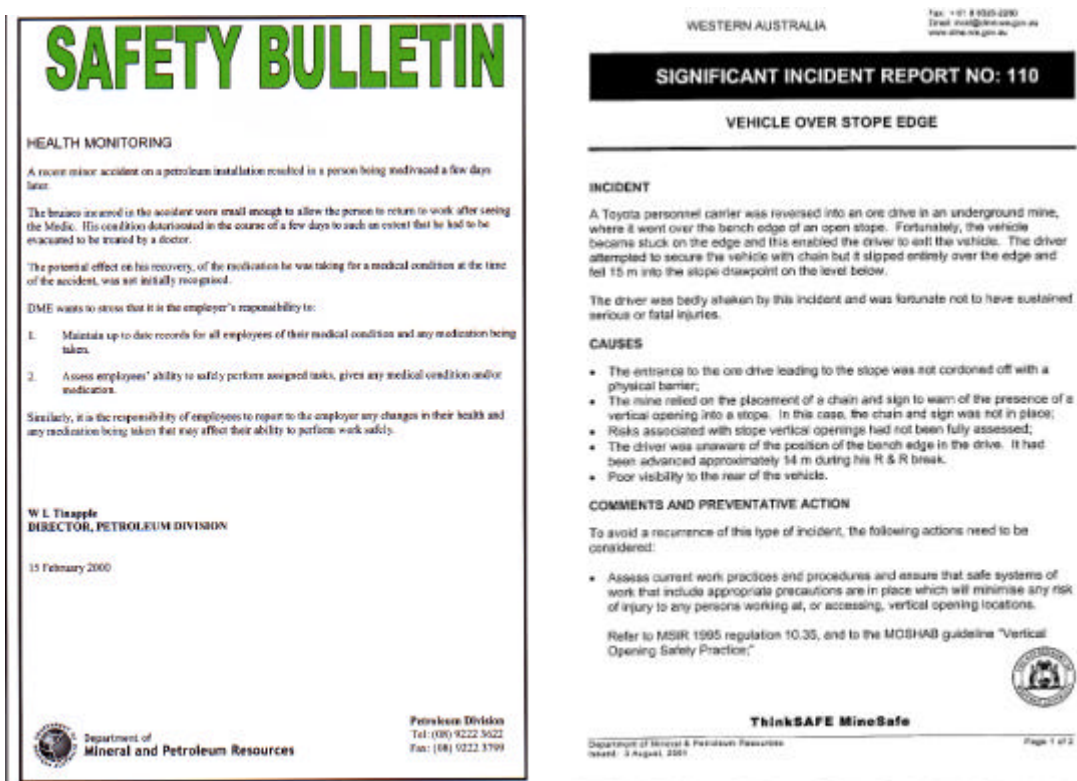 SAFETY BULLETIN
HEALTH MONITORING
A recent minor accident on a petroleum installation resulted in a person being medivaced a few days
later.
The bruises incurred in the accident were small enough to allow the person to return to work after seeing
the Medic. His condition deteriorated in the course of a few days to such an extent that he had to be
evacuated to be treated by a doctor.
The potential effect on his recovery, of the medication he was taking for a medical condition at the time
of the accident, was not initially recognised.
DME wants to stress that it is the employer's responsibility to:
1. Maintain up to date records for all employees of their medical condition and any medication being
taken.
2. Assess employees' ability to safely perform assigned tasks, given any medical condition and/or
medication.
Similarly, it is the responsibility of employees to report to the employer any changes in their health and
any medication being taken that may affect their ability to perform work safely.
W L Tinapple
DIRECTOR, PETROLEUM DIVISION
15 February 2000
Department of
Mineral and Petroleum Resources
Petroleum Division
Tel: (08) 9222 3622
Fax: (08) 9222 3799
WESTERN AUSTRALIA
SIGNIFICANT INCIDENT REPORT NO: 110
VEHICLE OVER STOPE EDGE
INCIDENT
A Toyota personnel carrier was reversed into an ore drive in an underground mine,
where it went over the bench edge of an open stope. Fortunately, the vehicle
became stuck on the edge and this enabled the driver to exit the vehicle. The driver
attempted to secure the vehicle with chain but it slipped entirely over the edge and
fell 15 m into the stope drawpoint on the level below.
The driver was badly shaken by this incident and was fortunate not to have sustained
serious or fatal injuries.
CAUSES
• The entrance to the ore drive leading to the stope was not cordoned off with a
physical barrier;
• The mine relied on the placement of a chain and sign to warn of the presence of a
vertical opening into a stope. In this case, the chain and sign was not in place;
• Risks associated with stope vertical openings had not been fully assessed;
• The driver was unaware of the position of the bench edge in the drive. It had
been advanced approximately 14 m during his R & R break.
• Poor visibility to the rear of the vehicle.
COMMENTS AND PREVENTATIVE ACTION
To avoid a recurrence of this type of incident, the following actions need to be
considered:
• Assess current work practices and procedures and ensure that safe systems of
work that include appropriate precautions are in place which will minimise any risk
of injury to any persons working at, or accessing, vertical opening locations.
Refer to MSIR 1995 regulation 10.35, and to the MOSHAB guideline "Vertical
Opening Safety Practice;"
ThinkSAFE MineSafe
Department of Mineral & Petroleum Resources
Issued: 3 August, 2001
Page 1 of 2